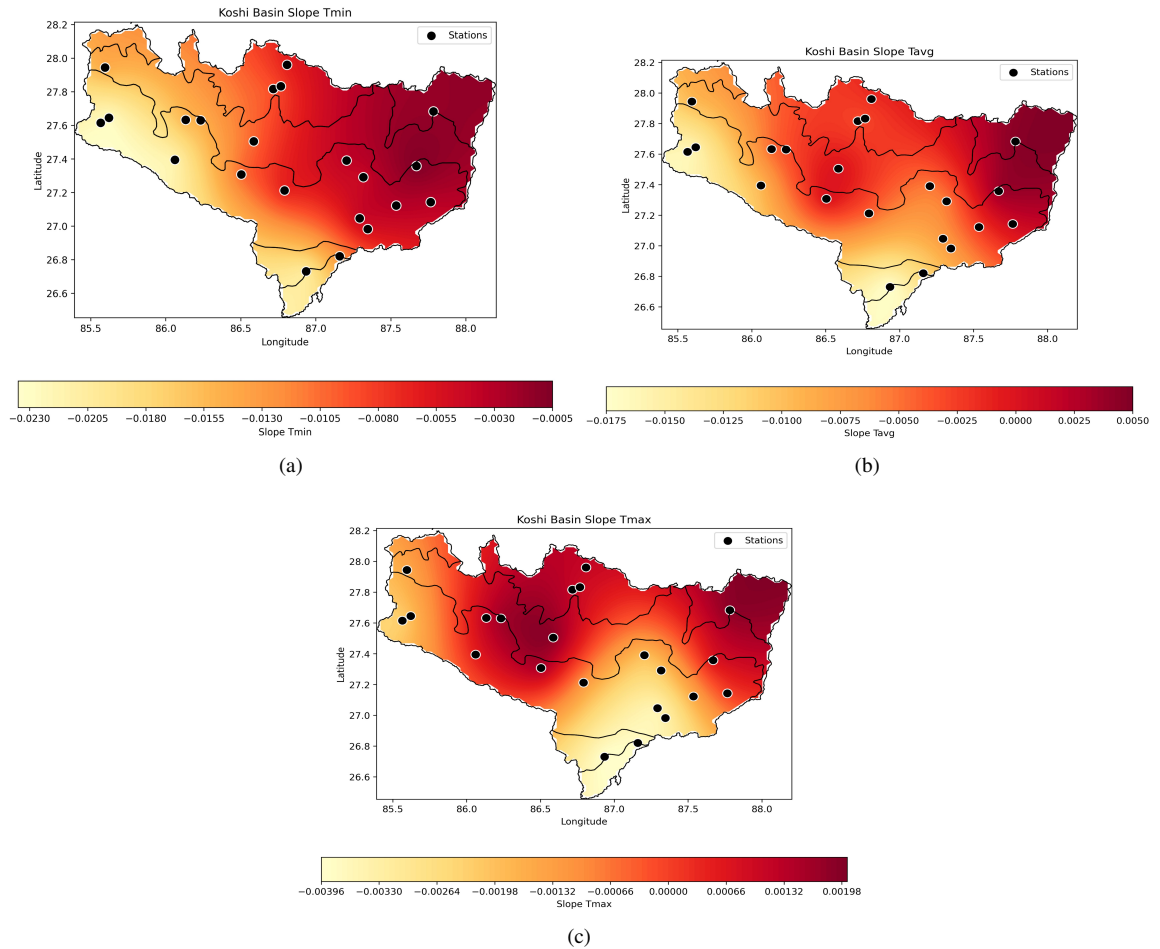 Koshi Basin Slope Tmin
Stations
28.2
28.0
27.8
27.6
27.4
27.2
27.0
26.8
26.6
Latitude
85.5 86.0 86.5 87.0 87.5 88.0
Longitude
−0.0230 −0.0205 −0.0180 −0.0155 −0.0130 −0.0105 −0.0080 −0.0055 −0.0030 −0.0005
Slope Tmin
(a)
Koshi Basin Slope Tavg
Stations
28.2
28.0
27.8
27.6
27.4
27.2
27.0
26.8
26.6
Latitude
85.5 86.0 86.5 87.0 87.5 88.0
Longitude
−0.0175 −0.0150 −0.0125 −0.0100 −0.0075 −0.0050 −0.0025 0.0000 0.0025 0.0050
Slope Tavg
(b)
Koshi Basin Slope Tmax
Stations
28.2
28.0
27.8
27.6
27.4
27.2
27.0
26.8
26.6
Latitude
85.5 86.0 86.5 87.0 87.5 88.0
Longitude
−0.00396 −0.00330 −0.00264 −0.00198 −0.00132 −0.00066 0.00000 0.00066 0.00132 0.00198
Slope Tmax
(c)